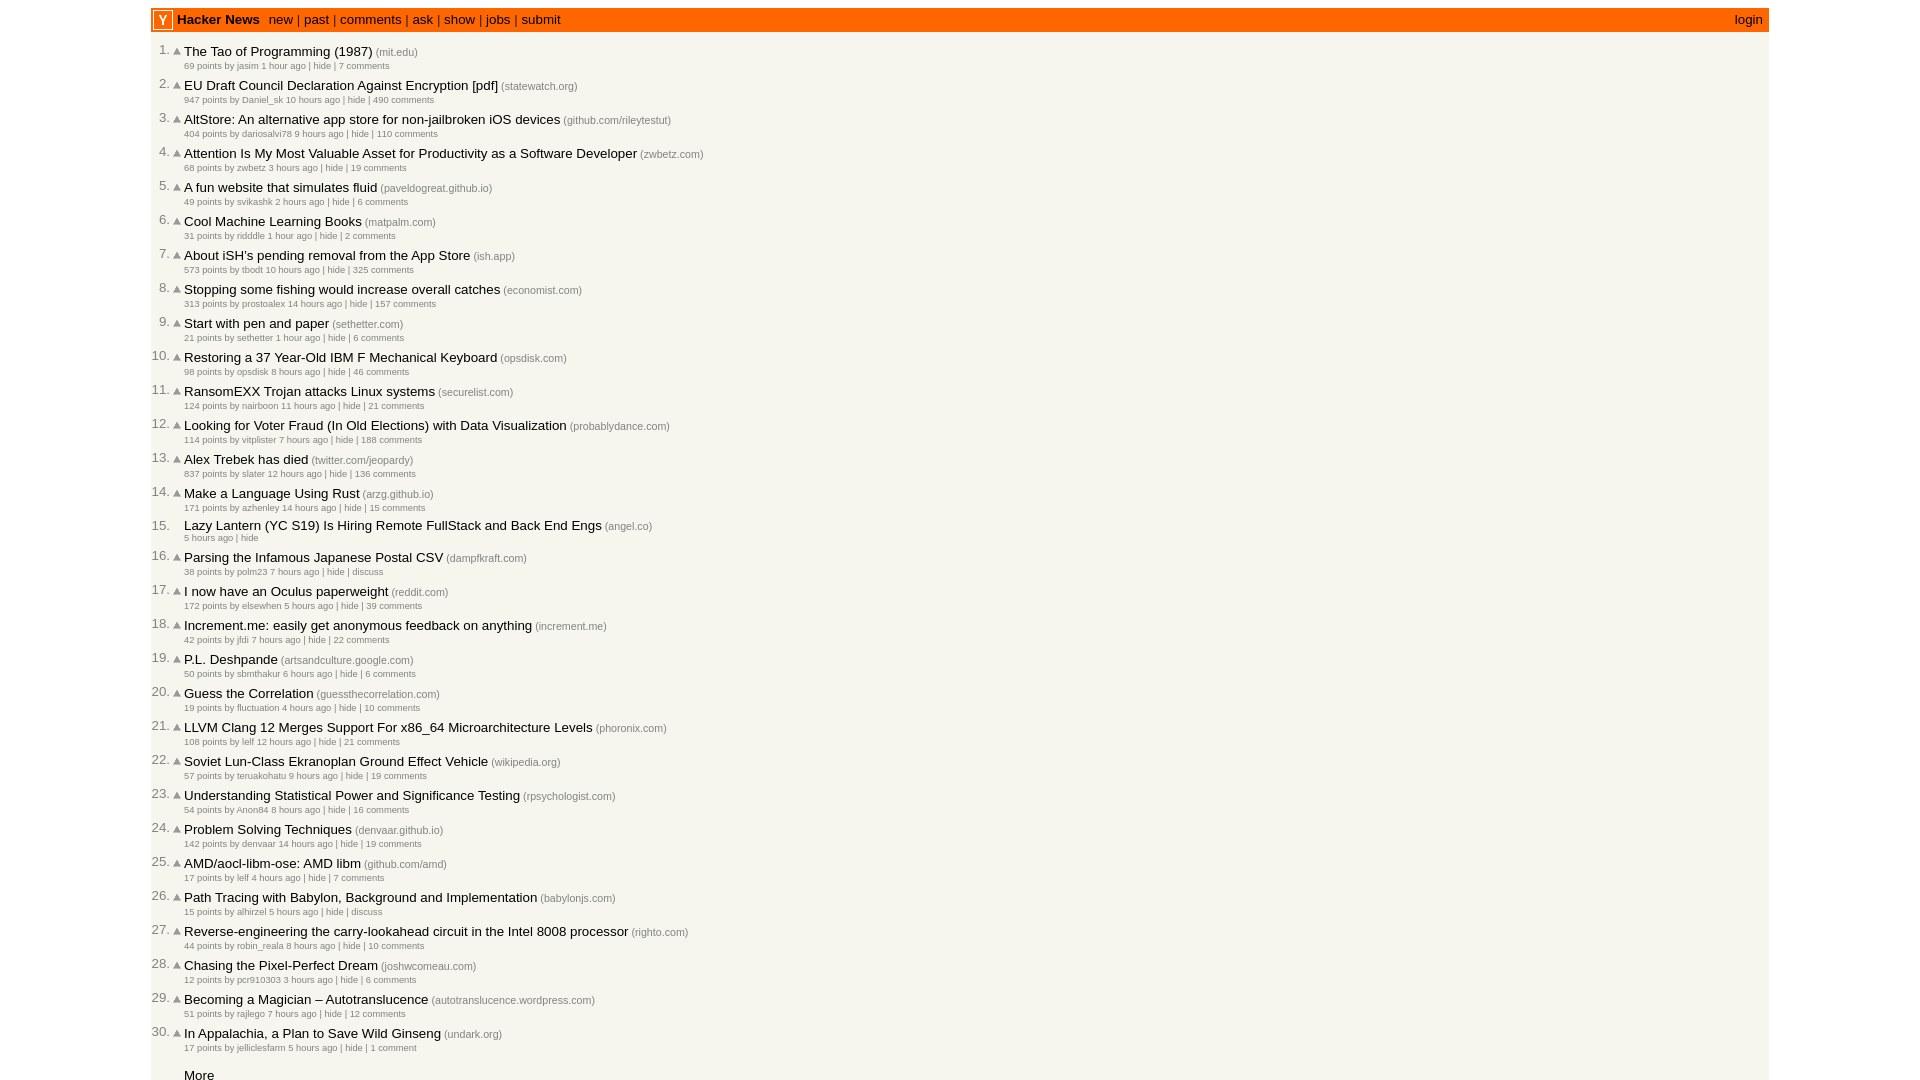 Y Hacker News new | past | comments | ask | show | jobs | submit login
1. The Tao of Programming (1987) (mit.edu)
69 points by jasim 1 hour ago | hide | 7 comments
2. EU Draft Council Declaration Against Encryption [pdf] (statewatch.org)
947 points by Daniel_sk 10 hours ago | hide | 490 comments
3. AltStore: An alternative app store for non-jailbroken iOS devices (github.com/rileytestut)
404 points by dariosalvi78 9 hours ago | hide | 110 comments
4. Attention Is My Most Valuable Asset for Productivity as a Software Developer (zwbetz.com)
68 points by zwbetz 3 hours ago | hide | 19 comments
5. A fun website that simulates fluid (paveldogreat.github.io)
49 points by svikashk 2 hours ago | hide | 6 comments
6. Cool Machine Learning Books (matpalm.com)
31 points by ridddle 1 hour ago | hide | 2 comments
7. About iSH's pending removal from the App Store (ish.app)
573 points by tbodt 10 hours ago | hide | 325 comments
8. Stopping some fishing would increase overall catches (economist.com)
313 points by prostoalex 14 hours ago | hide | 157 comments
9. Start with pen and paper (sethetter.com)
21 points by sethetter 1 hour ago | hide | 6 comments
10. Restoring a 37 Year-Old IBM F Mechanical Keyboard (opsdisk.com)
98 points by opsdisk 8 hours ago | hide | 46 comments
11. RansomEXX Trojan attacks Linux systems (securelist.com)
124 points by nairboon 11 hours ago | hide | 21 comments
12. Looking for Voter Fraud (In Old Elections) with Data Visualization (probablydance.com)
114 points by vitplister 7 hours ago | hide | 188 comments
13. Alex Trebek has died (twitter.com/jeopardy)
837 points by slater 12 hours ago | hide | 136 comments
14. Make a Language Using Rust (arzg.github.io)
171 points by azhenley 14 hours ago | hide | 15 comments
15. Lazy Lantern (YC S19) Is Hiring Remote FullStack and Back End Engs (angel.co)
5 hours ago | hide
16. Parsing the Infamous Japanese Postal CSV (dampfkraft.com)
38 points by polm23 7 hours ago | hide | discuss
17. I now have an Oculus paperweight (reddit.com)
172 points by elsewhen 5 hours ago | hide | 39 comments
18. Increment.me: easily get anonymous feedback on anything (increment.me)
42 points by jfdi 7 hours ago | hide | 22 comments
19. P.L. Deshpande (artsandculture.google.com)
50 points by sbmthakur 6 hours ago | hide | 6 comments
20. Guess the Correlation (guessthecorrelation.com)
19 points by fluctuation 4 hours ago | hide | 10 comments
21. LLVM Clang 12 Merges Support For x86_64 Microarchitecture Levels (phoronix.com)
108 points by lelf 12 hours ago | hide | 21 comments
22. Soviet Lun-Class Ekranoplan Ground Effect Vehicle (wikipedia.org)
57 points by teruakohatu 9 hours ago | hide | 19 comments
23. Understanding Statistical Power and Significance Testing (rpsychologist.com)
54 points by Anon84 8 hours ago | hide | 16 comments
24. Problem Solving Techniques (denvaar.github.io)
142 points by denvaar 14 hours ago | hide | 19 comments
25. AMD/aocl-libm-ose: AMD libm (github.com/amd)
17 points by lelf 4 hours ago | hide | 7 comments
26. Path Tracing with Babylon, Background and Implementation (babylonjs.com)
15 points by alhirzel 5 hours ago | hide | discuss
27. Reverse-engineering the carry-lookahead circuit in the Intel 8008 processor (righto.com)
44 points by robin_reala 8 hours ago | hide | 10 comments
28. Chasing the Pixel-Perfect Dream (joshwcomeau.com)
12 points by pcr910303 3 hours ago | hide | 6 comments
29. Becoming a Magician – Autotranslucence (autotranslucence.wordpress.com)
51 points by rajlego 7 hours ago | hide | 12 comments
30. In Appalachia, a Plan to Save Wild Ginseng (undark.org)
17 points by jelliclesfarm 5 hours ago | hide | 1 comment
More